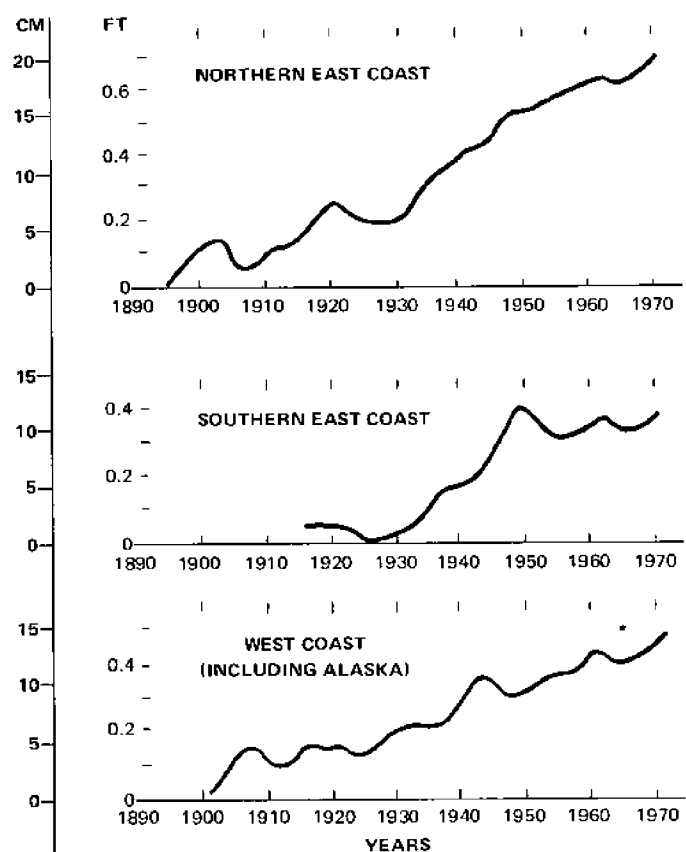 CM FT
20
NORTHERN EAST COAST
0.6
15
0.4
10
0.2
5
0 0
1890 1900 1910 1920 1930 1940 1950 1960 1970
15
0.4
SOUTHERN EAST COAST
10
0.2
5
0 0
1890 1900 1910 1920 1930 1940 1950 1960 1970
15 *
WEST COAST
(INCLUDING ALASKA)
0.4
10
0.2
5
0 0
1890 1900 1910 1920 1930 1940 1950 1960 1970
YEARS